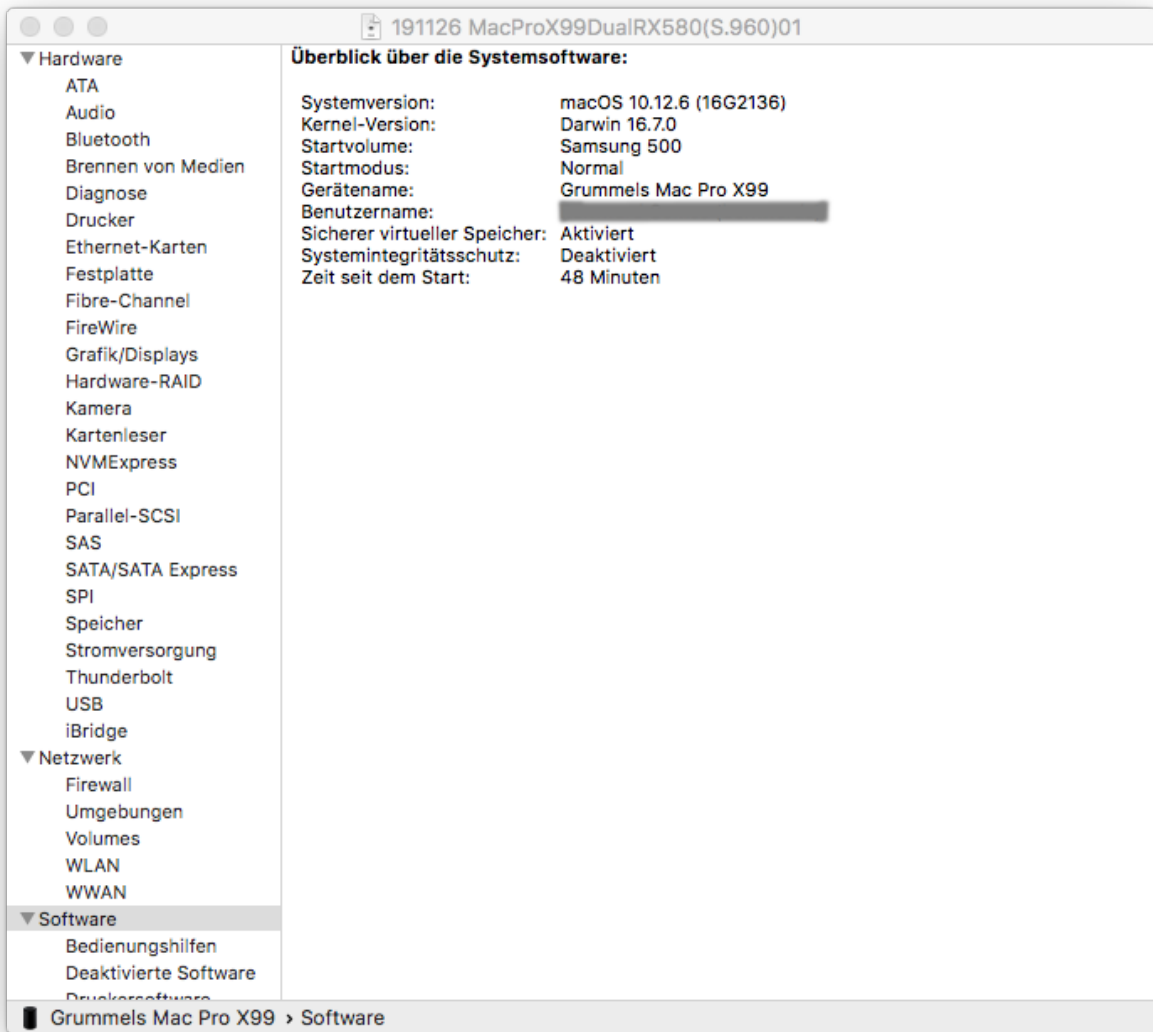 191126 MacProX99DualRX580(S.960)01
Hardware
ATA
Audio
Bluetooth
Brennen von Medien
Diagnose
Drucker
Ethernet-Karten
Festplatte
Fibre-Channel
FireWire
Grafik/Displays
Hardware-RAID
Kamera
Kartenleser
NVMExpress
PCI
Parallel-SCSI
SAS
SATA/SATA Express
SPI
Speicher
Stromversorgung
Thunderbolt
USB
iBridge
Netzwerk
Firewall
Umgebungen
Volumes
WLAN
WWAN
Software
Bedienungshilfen
Deaktivierte Software
Druckersoftware
Überblick über die Systemsoftware:
Systemversion: macOS 10.12.6 (16G2136)
Kernel-Version: Darwin 16.7.0
Startvolume: Samsung 500
Startmodus: Normal
Gerätename: Grummels Mac Pro X99
Benutzername:
Sicherer virtueller Speicher: Aktiviert
Systemintegritätsschutz: Deaktiviert
Zeit seit dem Start: 48 Minuten
Grummels Mac Pro X99 › Software